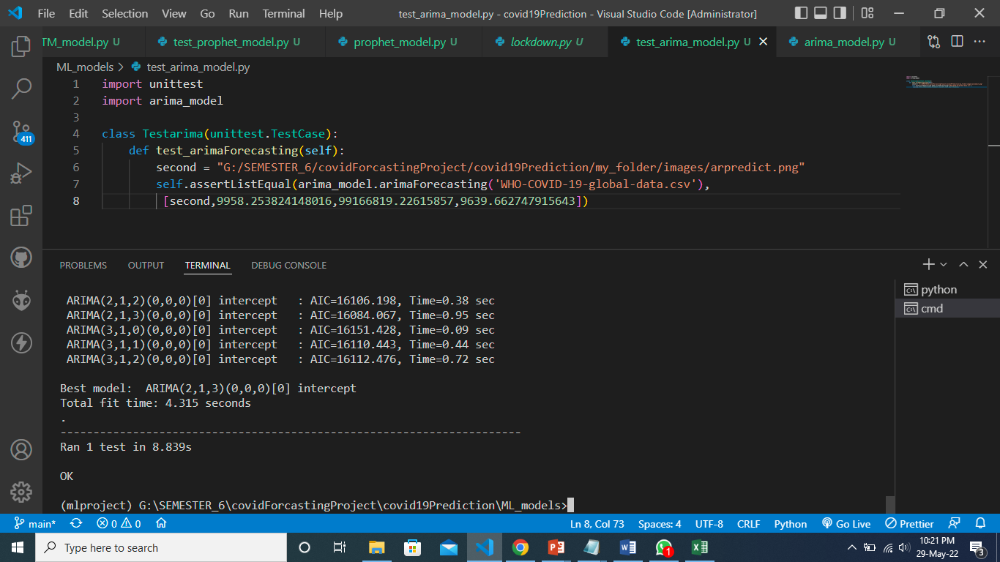 File Edit Selection View Go Run Terminal Help test_arima_model.py - covid19Prediction - Visual Studio Code [Administrator]
TM_model.py U test_prophet_model.py U prophet_model.py U lockdown.py U test_arima_model.py U arima_model.py U
ML_models > test_arima_model.py
1 import unittest
2 import arima_model
3
4 class Testarima(unittest.TestCase):
5 def test_arimaForecasting(self):
6 second = "G:/SEMESTER_6/covidForcastingProject/covid19Prediction/my_folder/images/arpredict.png"
7 self.assertListEqual(arima_model.arimaForecasting('WHO-COVID-19-global-data.csv'),
8 [second,9958.253824148016,99166819.22615857,9639.662747915643])
411
PROBLEMS OUTPUT TERMINAL DEBUG CONSOLE
python
cmd
ARIMA(2,1,2)(0,0,0)[0] intercept : AIC=16106.198, Time=0.38 sec
ARIMA(2,1,3)(0,0,0)[0] intercept : AIC=16084.067, Time=0.95 sec
ARIMA(3,1,0)(0,0,0)[0] intercept : AIC=16151.428, Time=0.09 sec
ARIMA(3,1,1)(0,0,0)[0] intercept : AIC=16110.443, Time=0.44 sec
ARIMA(3,1,2)(0,0,0)[0] intercept : AIC=16112.476, Time=0.72 sec
Best model: ARIMA(2,1,3)(0,0,0)[0] intercept
Total fit time: 4.315 seconds
.
----------------------------------------------------------------------
Ran 1 test in 8.839s
OK
(mlproject) G:\SEMESTER_6\covidForcastingProject\covid19Prediction\ML_models>
main* 0 0 Ln 8, Col 73 Spaces: 4 UTF-8 CRLF Python Go Live Prettier
Type here to search 1 10:21 PM
29-May-22 3